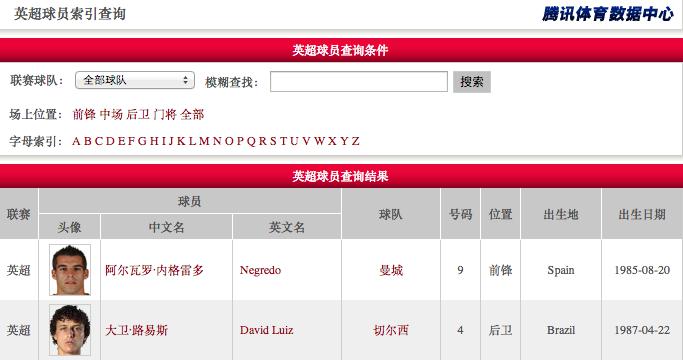 英超球员索引查询
腾讯体育数据中心
英超球员查询条件
联赛球队： 全部球队 模糊查找： 搜索
场上位置： 前锋 中场 后卫 门将 全部
字母索引： A B C D E F G H I J K L M N O P Q R S T U V W X Y Z
英超球员查询结果
联赛 球员 球队 号码 位置 出生地 出生日期
头像 中文名 英文名
英超 阿尔瓦罗·内格雷多 Negredo 曼城 9 前锋 Spain 1985-08-20
英超 大卫·路易斯 David Luiz 切尔西 4 后卫 Brazil 1987-04-22